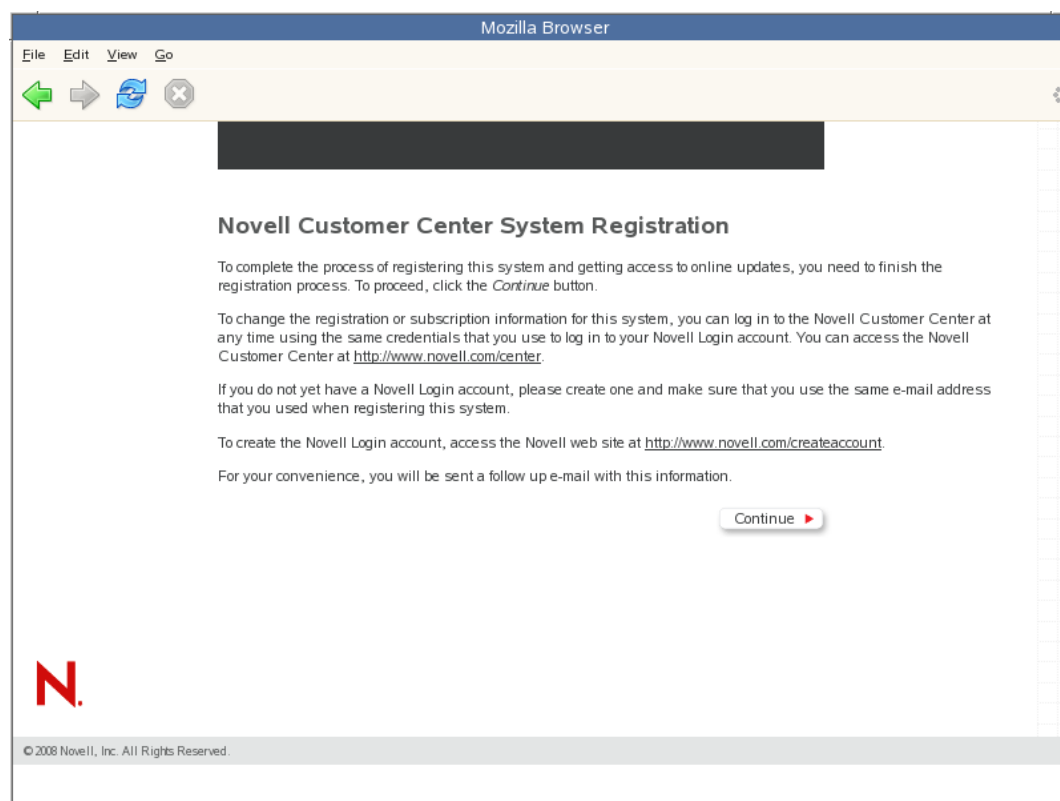 Mozilla Browser
File Edit View Go
Novell Customer Center System Registration
To complete the process of registering this system and getting access to online updates, you need to finish the
registration process. To proceed, click the Continue button.
To change the registration or subscription information for this system, you can log in to the Novell Customer Center at
any time using the same credentials that you use to log in to your Novell Login account. You can access the Novell
Customer Center at http://www.novell.com/center.
If you do not yet have a Novell Login account, please create one and make sure that you use the same e-mail address
that you used when registering this system.
To create the Novell Login account, access the Novell web site at http://www.novell.com/createaccount.
For your convenience, you will be sent a follow up e-mail with this information.
Continue
N.
© 2008 Novell, Inc. All Rights Reserved.